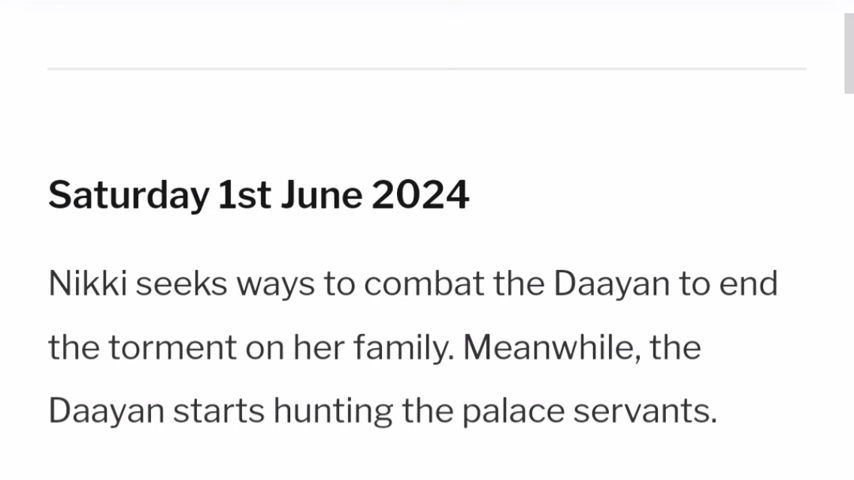 Saturday 1st June 2024
Nikki seeks ways to combat the Daayan to end
the torment on her family. Meanwhile, the
Daayan starts hunting the palace servants.